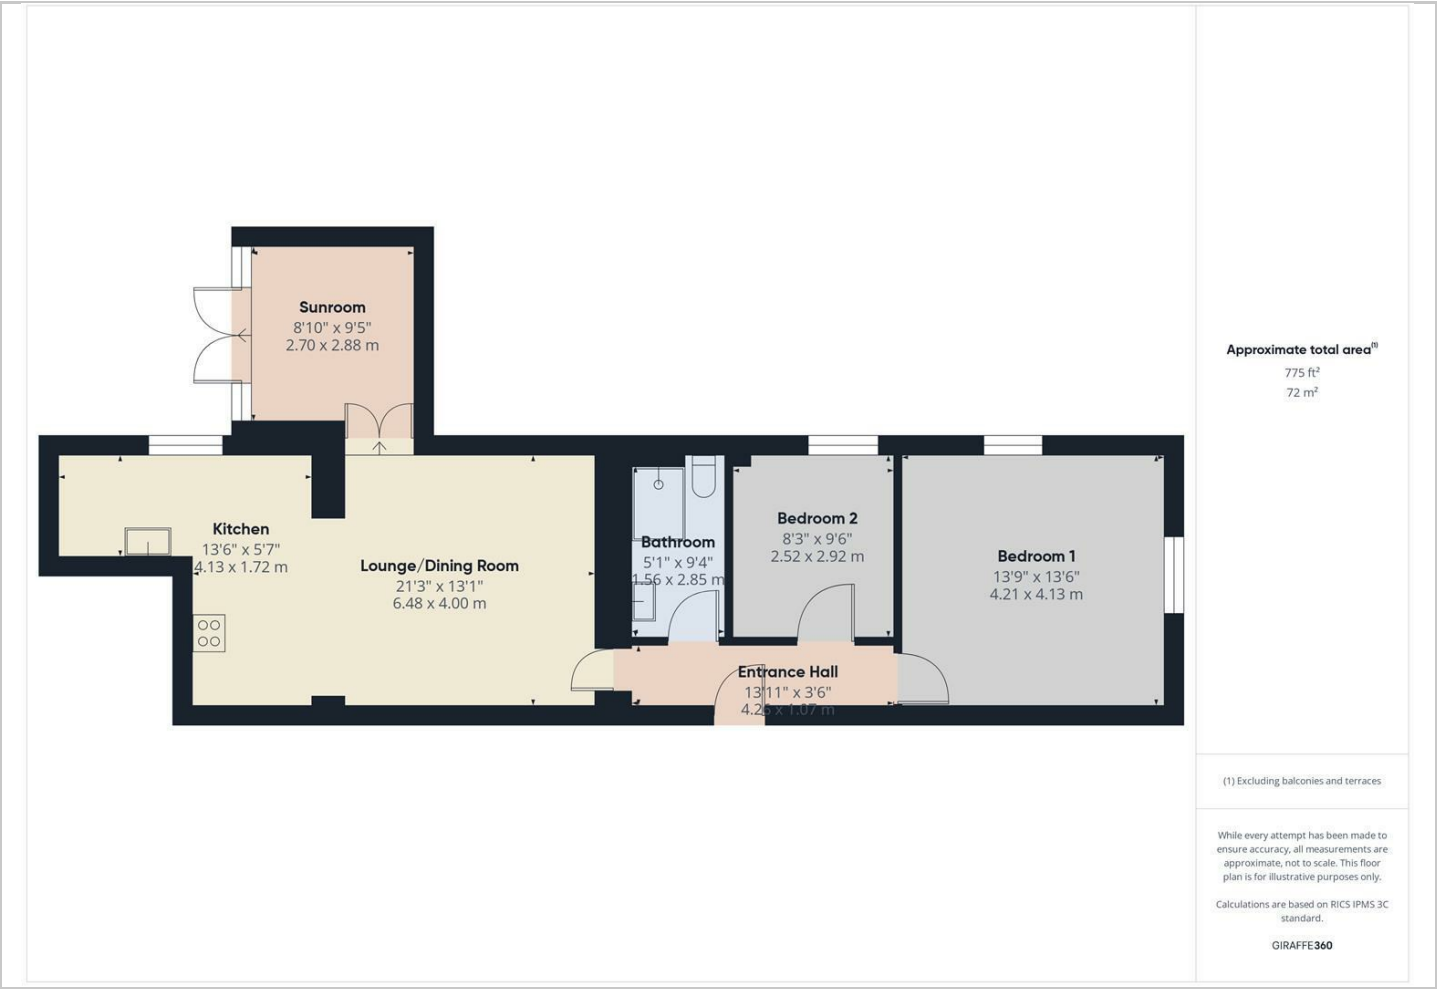 Sunroom
8'10" x 9'5"
2.70 x 2.88 m
Kitchen
13'6" x 5'7"
4.13 x 1.72 m
Lounge/Dining Room
21'3" x 13'1"
6.48 x 4.00 m
Bathroom
5'1" x 9'4"
1.56 x 2.85 m
Bedroom 2
8'3" x 9'6"
2.52 x 2.92 m
Bedroom 1
13'9" x 13'6"
4.21 x 4.13 m
Entrance Hall
13'11" x 3'6"
x 1.07 m
Approximate total area(1)
775 ft²
72 m²
(1) Excluding balconies and terraces
While every attempt has been made to
ensure accuracy, all measurements are
approximate, not to scale. This floor
plan is for illustrative purposes only.
Calculations are based on RICS IPMS 3C
standard.
GIRAFFE360